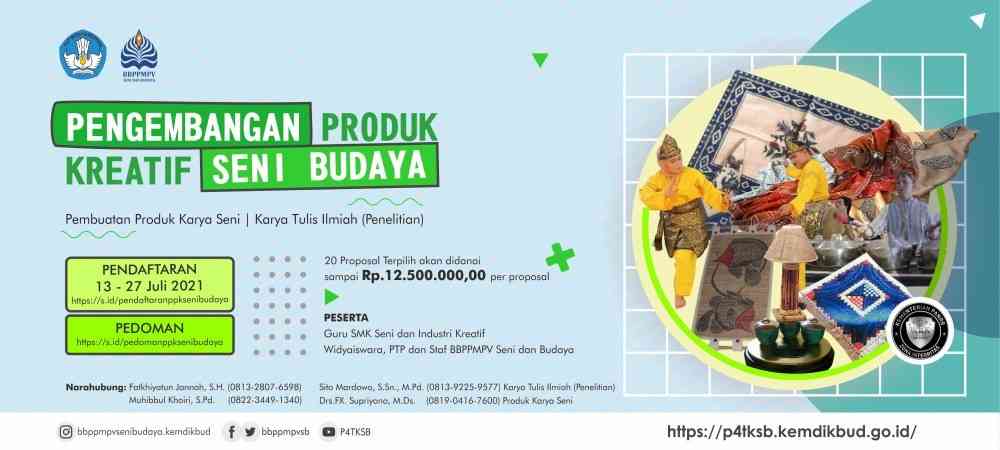 BBPPMPV
PENGEMBANGAN PRODUK
KREATIF SENI BUDAYA
Pembuatan Produk Karya Seni | Karya Tulis Ilmiah (Penelitian)
PENDAFTARAN
13 - 27 Juli 2021
https://s.id/pendaftaranppksenibudaya
PEDOMAN
https://s.id/pedomanppksenibudaya
20 Proposal Terpilih akan didanai
sampai Rp.12.500.000,00 per proposal
PESERTA
Guru SMK Seni dan Industri Kreatif
Widyaiswara, PTP dan Staf BBPPMPV Seni dan Budaya
Narahubung: Fatkhiyatun Jannah, S.H. (0813-2807-6598)
Muhibbul Khoiri, S.Pd. (0822-3449-1340)
Sito Mardowo, S.Sn., M.Pd. (0813-9225-9577) Karya Tulis Ilmiah (Penelitian)
Drs.FX. Supriyono, M.Ds. (0819-0416-7600) Produk Karya Seni
KEMENTERIAN PANRB
ZONA INTEGRITAS
bbppmpvsenibudaya.kemdikbud
bbppmpvsb
P4TKSB
https://p4tksb.kemdikbud.go.id/